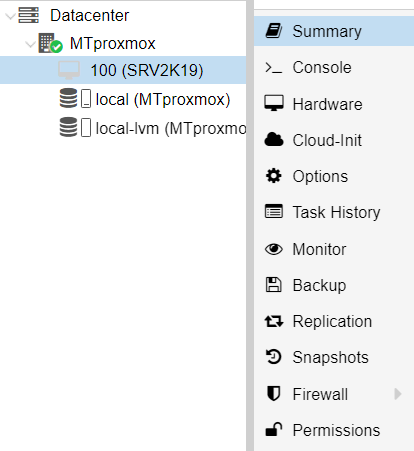 Datacenter
MTproxmox
100 (SRV2K19)
local (MTproxmox)
local-lvm (MTproxmo
Summary
Console
Hardware
Cloud-Init
Options
Task History
Monitor
Backup
Replication
Snapshots
Firewall
Permissions